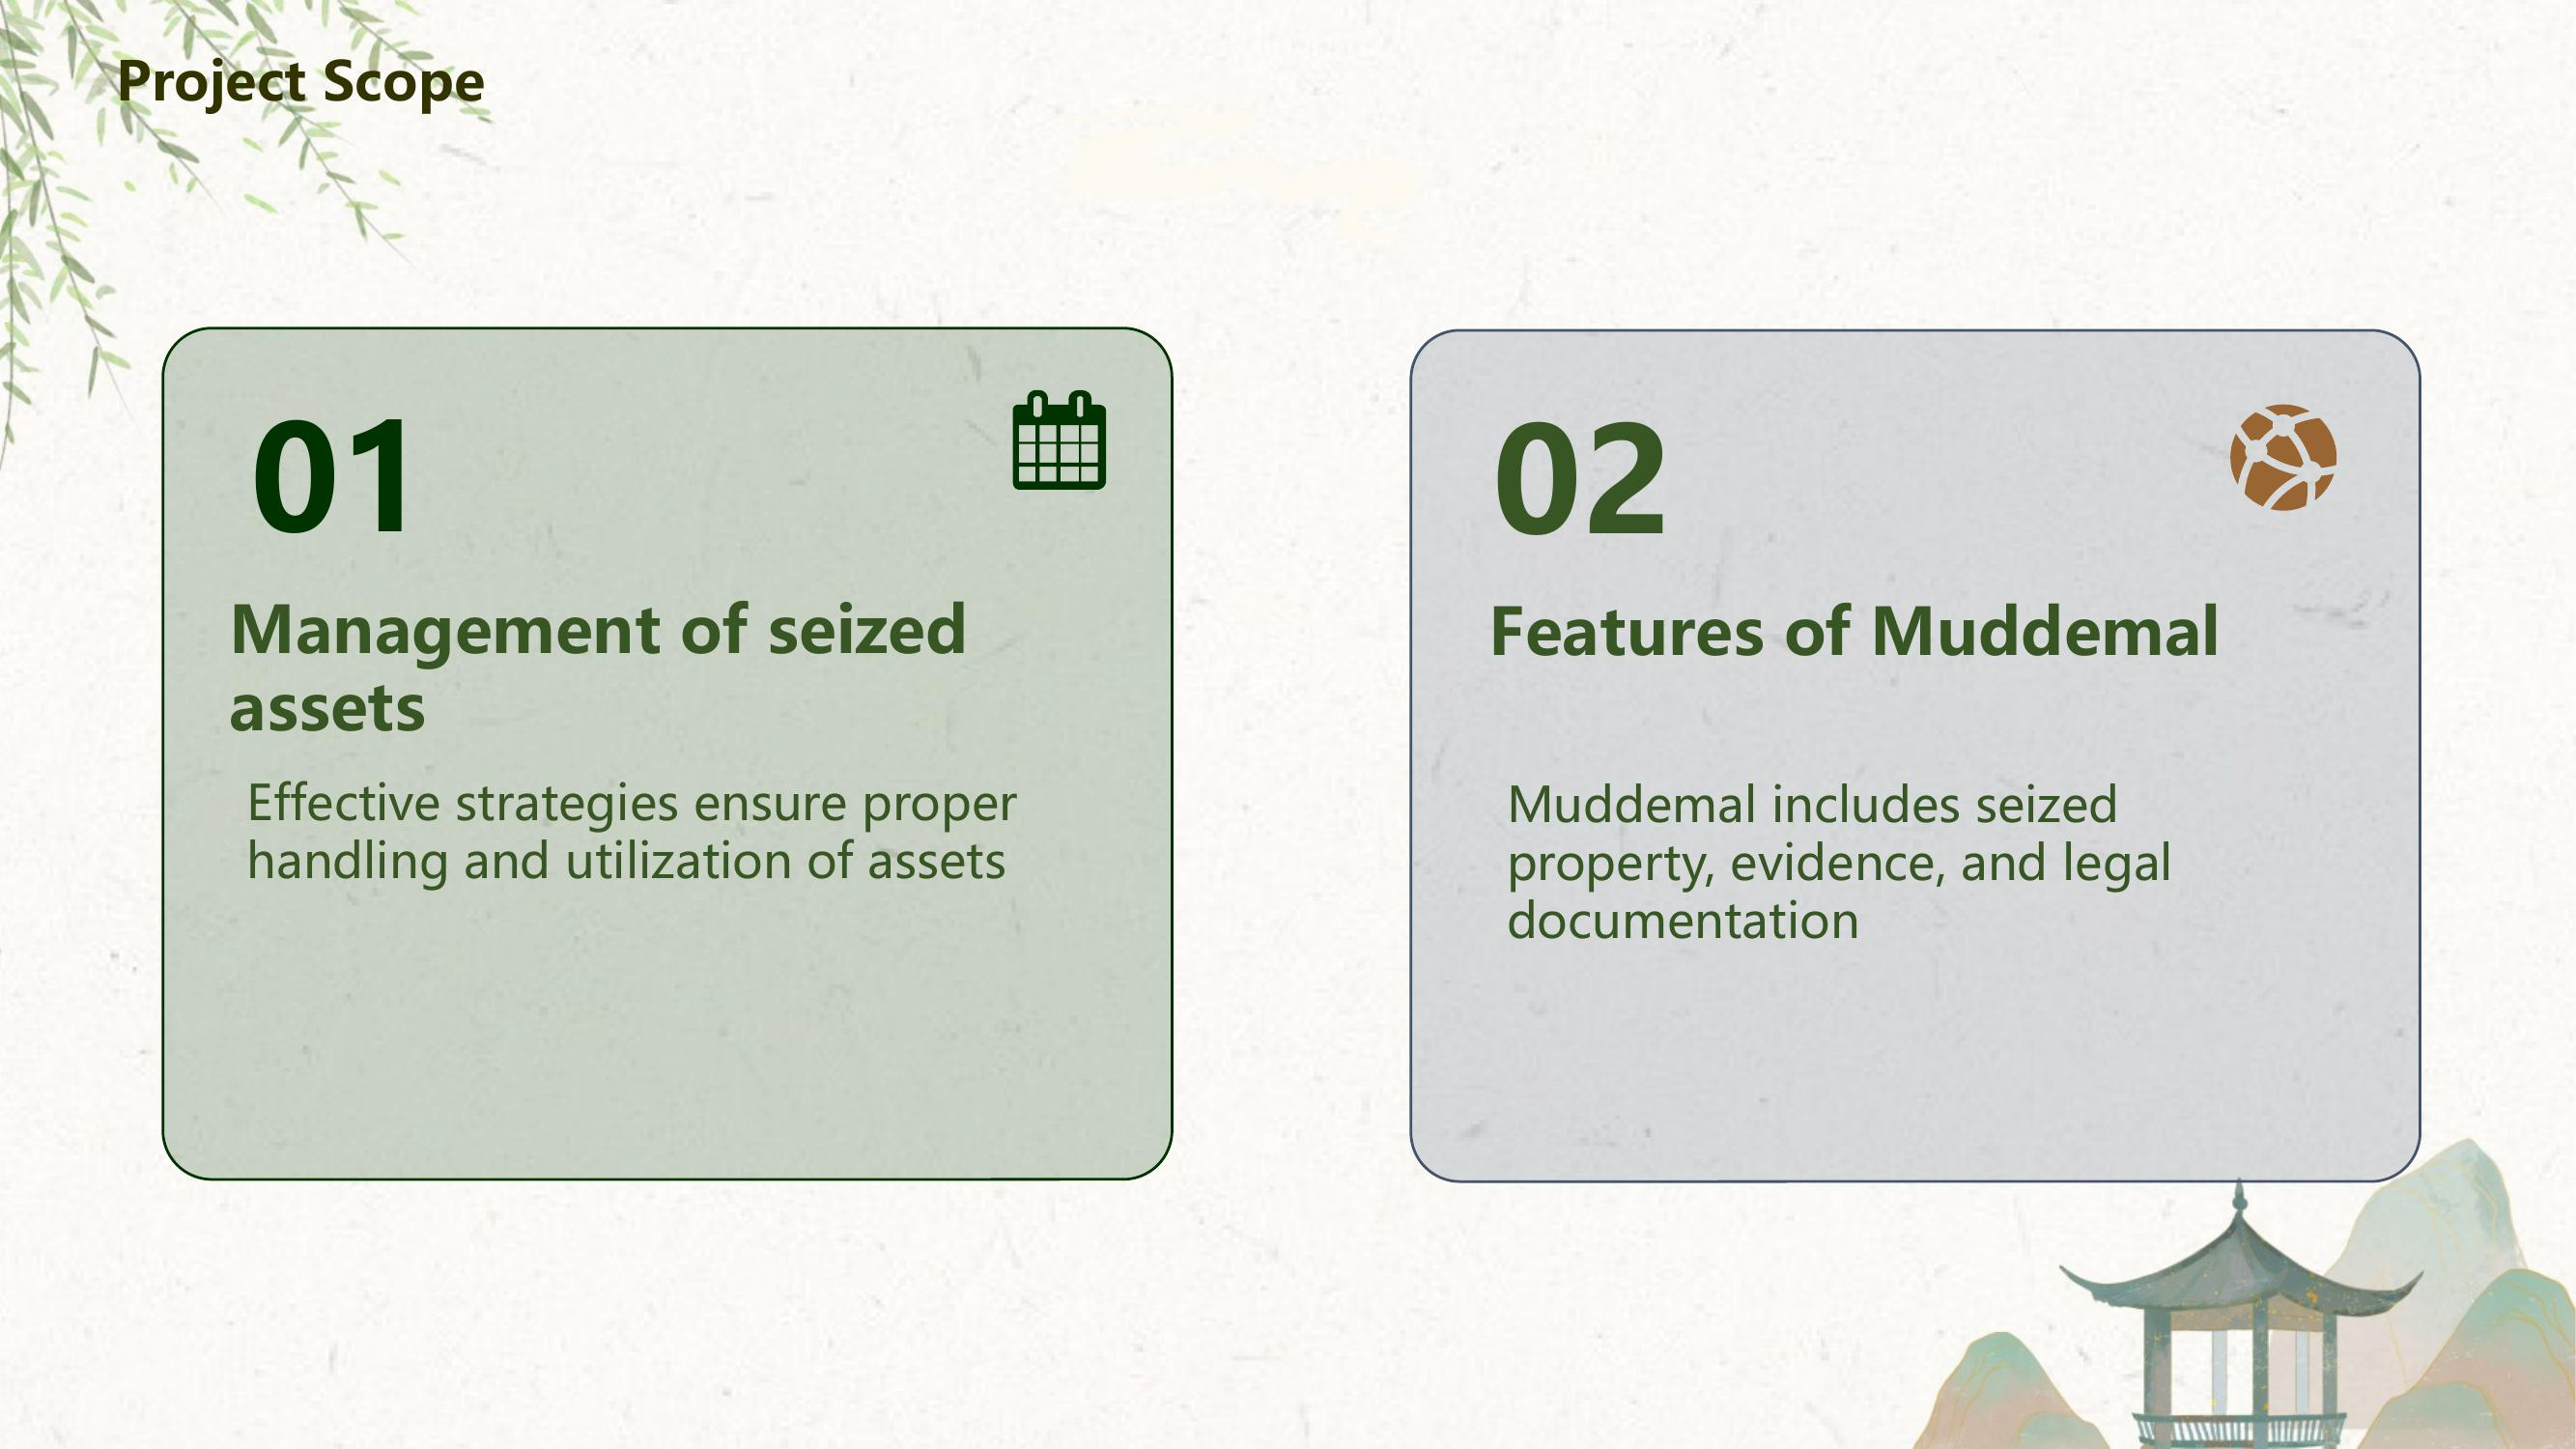 Project Scope
01
Management of seized
assets
Effective strategies ensure proper
handling and utilization of assets
02
Features of Muddemal
Muddemal includes seized
property, evidence, and legal
documentation